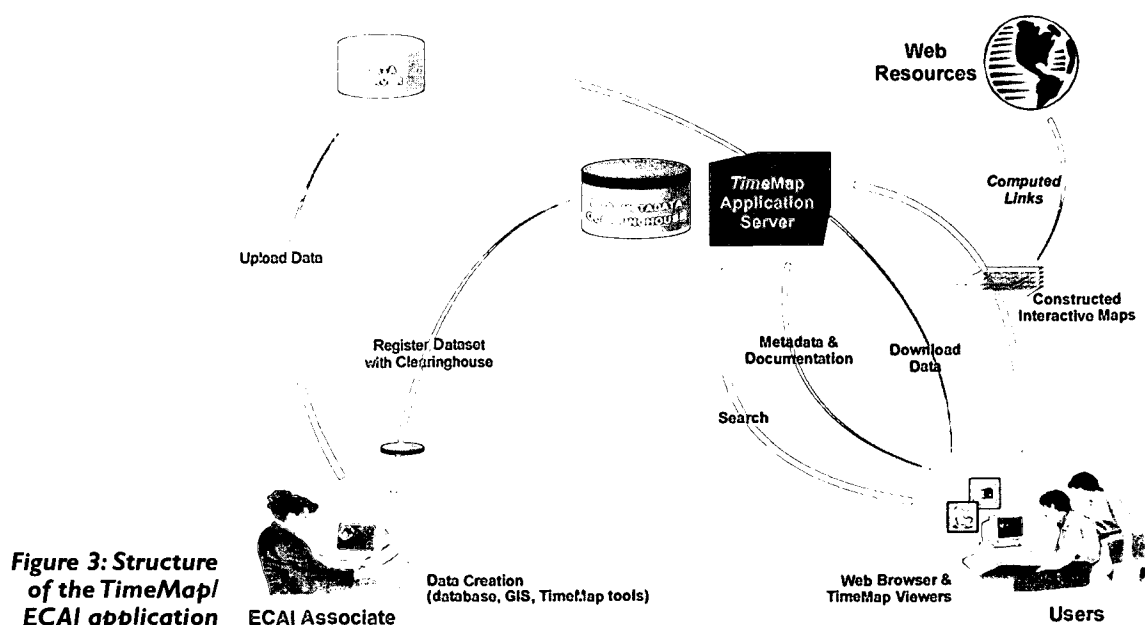 Web
Resources
TimeMap
Application
Server
Computed
Links
Upload Data
Constructed
Interactive Maps
Register Dataset
with Clearinghouse
Metadata &
Documentation
Download
Data
Search
Figure 3: Structure
of the TimeMap/
ECAI application
ECAI Associate
Data Creation
(database, GIS, TimeMap tools)
Web Browser &
TimeMap Viewers
Users